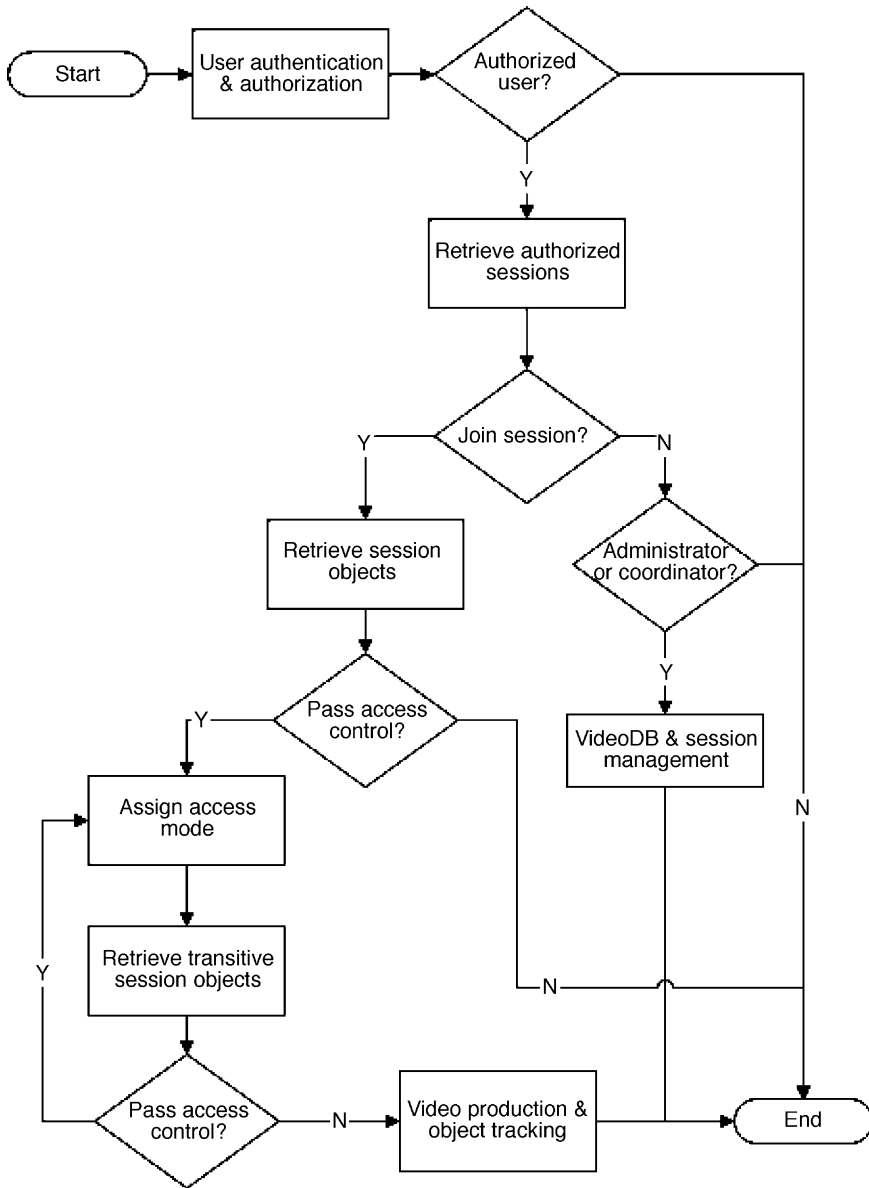 Start
User authentication
& authorization
Authorized
user?
Y
Retrieve authorized
sessions
Join session?
Y
N
Retrieve session
objects
Administrator
or coordinator?
Y
Pass access
control?
Y
VideoDB & session
management
Assign access
mode
N
Retrieve transitive
session objects
Y
N
Pass access
control?
N
Video production &
object tracking
End